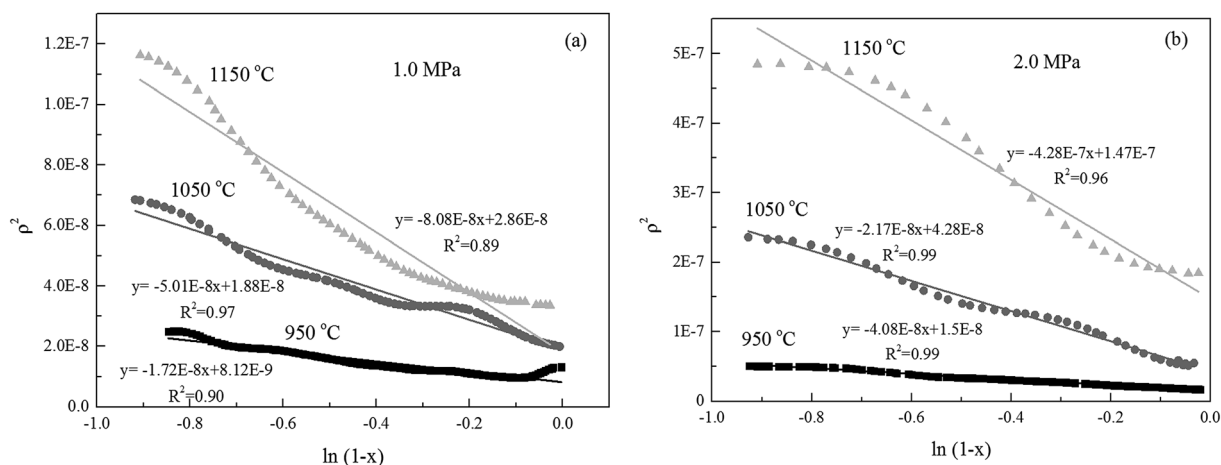 (a)
1.0 MPa
1150 °C
1050 °C
y= -8.08E-8x+2.86E-8
R²=0.89
y= -5.01E-8x+1.88E-8
R²=0.97
950 °C
y= -1.72E-8x+8.12E-9
R²=0.90
1.2E-7
1.0E-7
8.0E-8
6.0E-8
4.0E-8
2.0E-8
0.0
ρ²
-1.0
-0.8
-0.6
-0.4
-0.2
0.0
ln (1-x)
(b)
2.0 MPa
1150 °C
y= -4.28E-7x+1.47E-7
R²=0.96
1050 °C
y= -2.17E-8x+4.28E-8
R²=0.99
950 °C
y= -4.08E-8x+1.5E-8
R²=0.99
5E-7
4E-7
3E-7
2E-7
1E-7
0
ρ²
-1.0
-0.8
-0.6
-0.4
-0.2
0.0
ln (1-x)